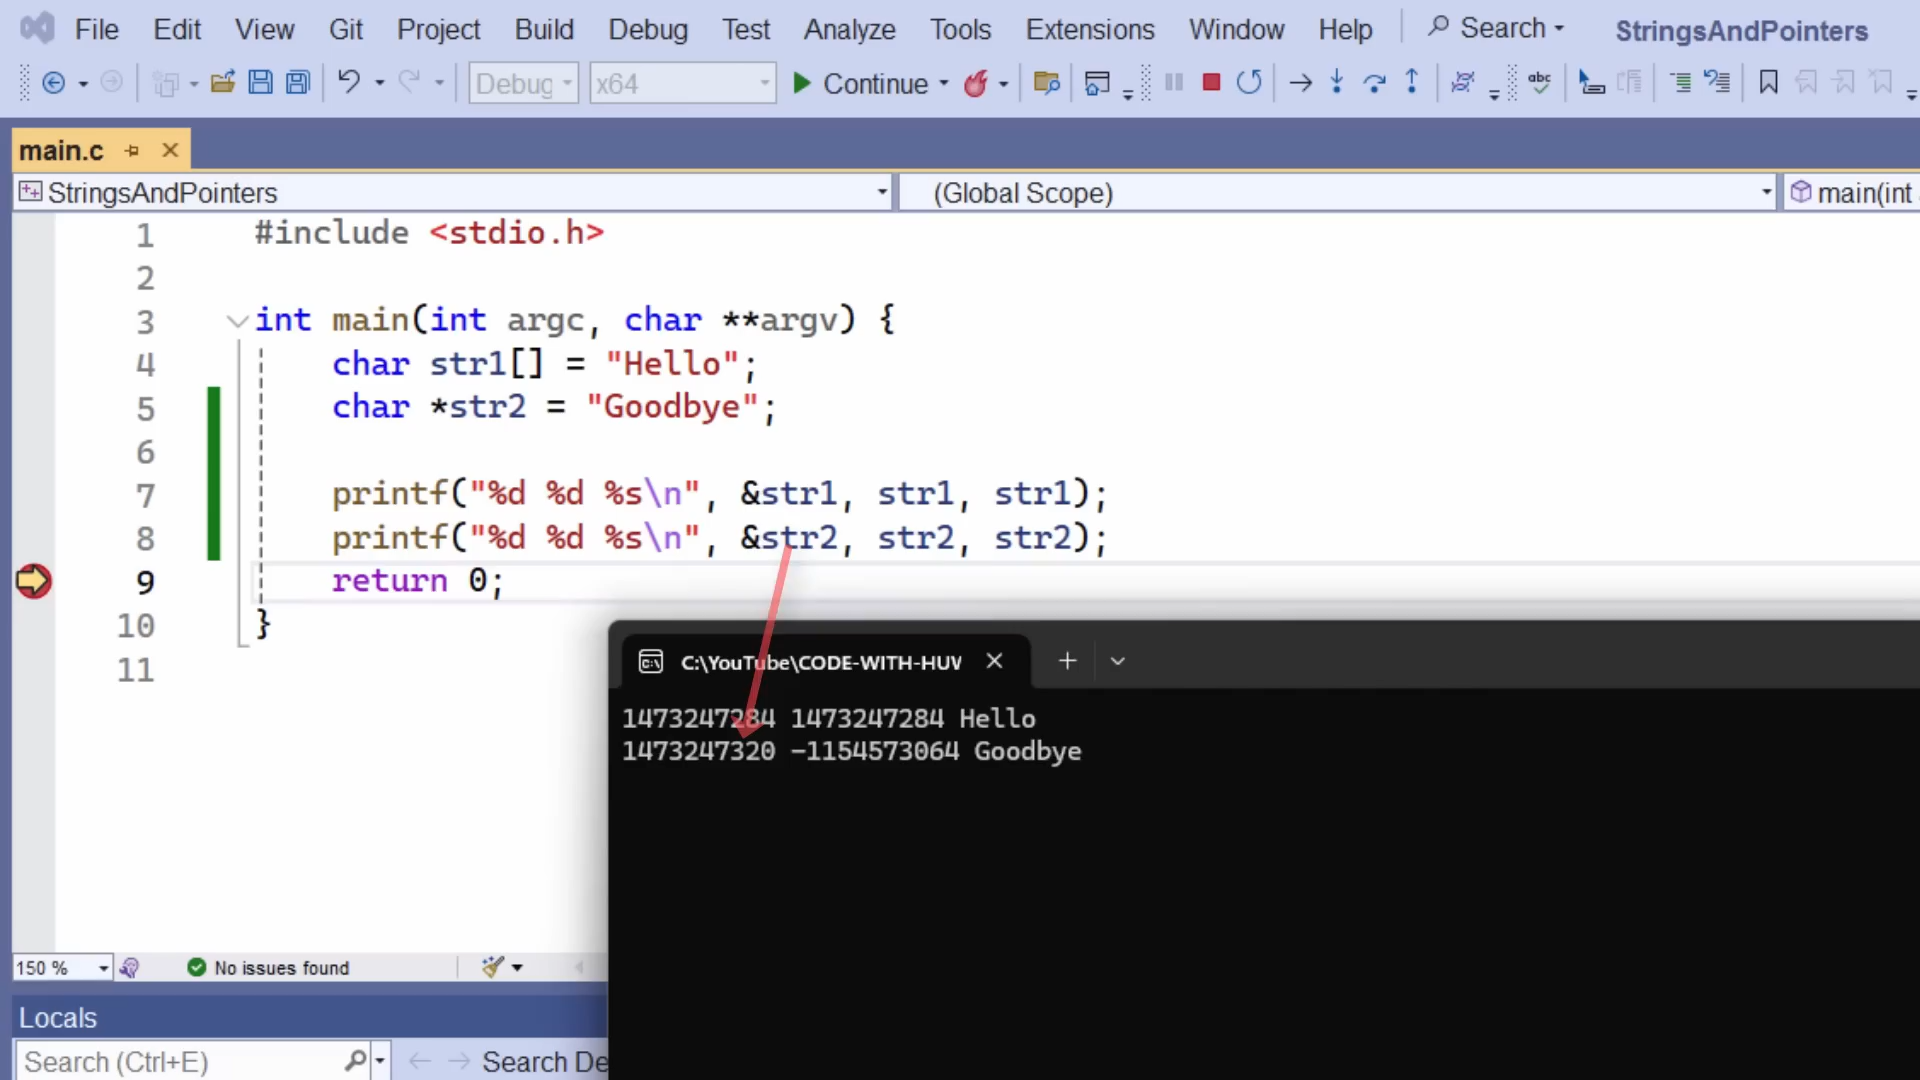 File Edit View Git Project Build Debug Test Analyze Tools Extensions Window Help Search StringsAndPointers
Debug x64 Continue abc
main.c
StringsAndPointers (Global Scope) main(int
1 #include <stdio.h>
2
3 int main(int argc, char **argv) {
4 char str1[] = "Hello";
5 char *str2 = "Goodbye";
6
7 printf("%d %d %s\n", &str1, str1, str1);
8 printf("%d %d %s\n", &str2, str2, str2);
9 return 0;
10 }
11
C:\YouTube\CODE-WITH-HUW
1473247284 1473247284 Hello
1473247320 -1154573064 Goodbye
150 % No issues found
Locals
Search (Ctrl+E) Search De